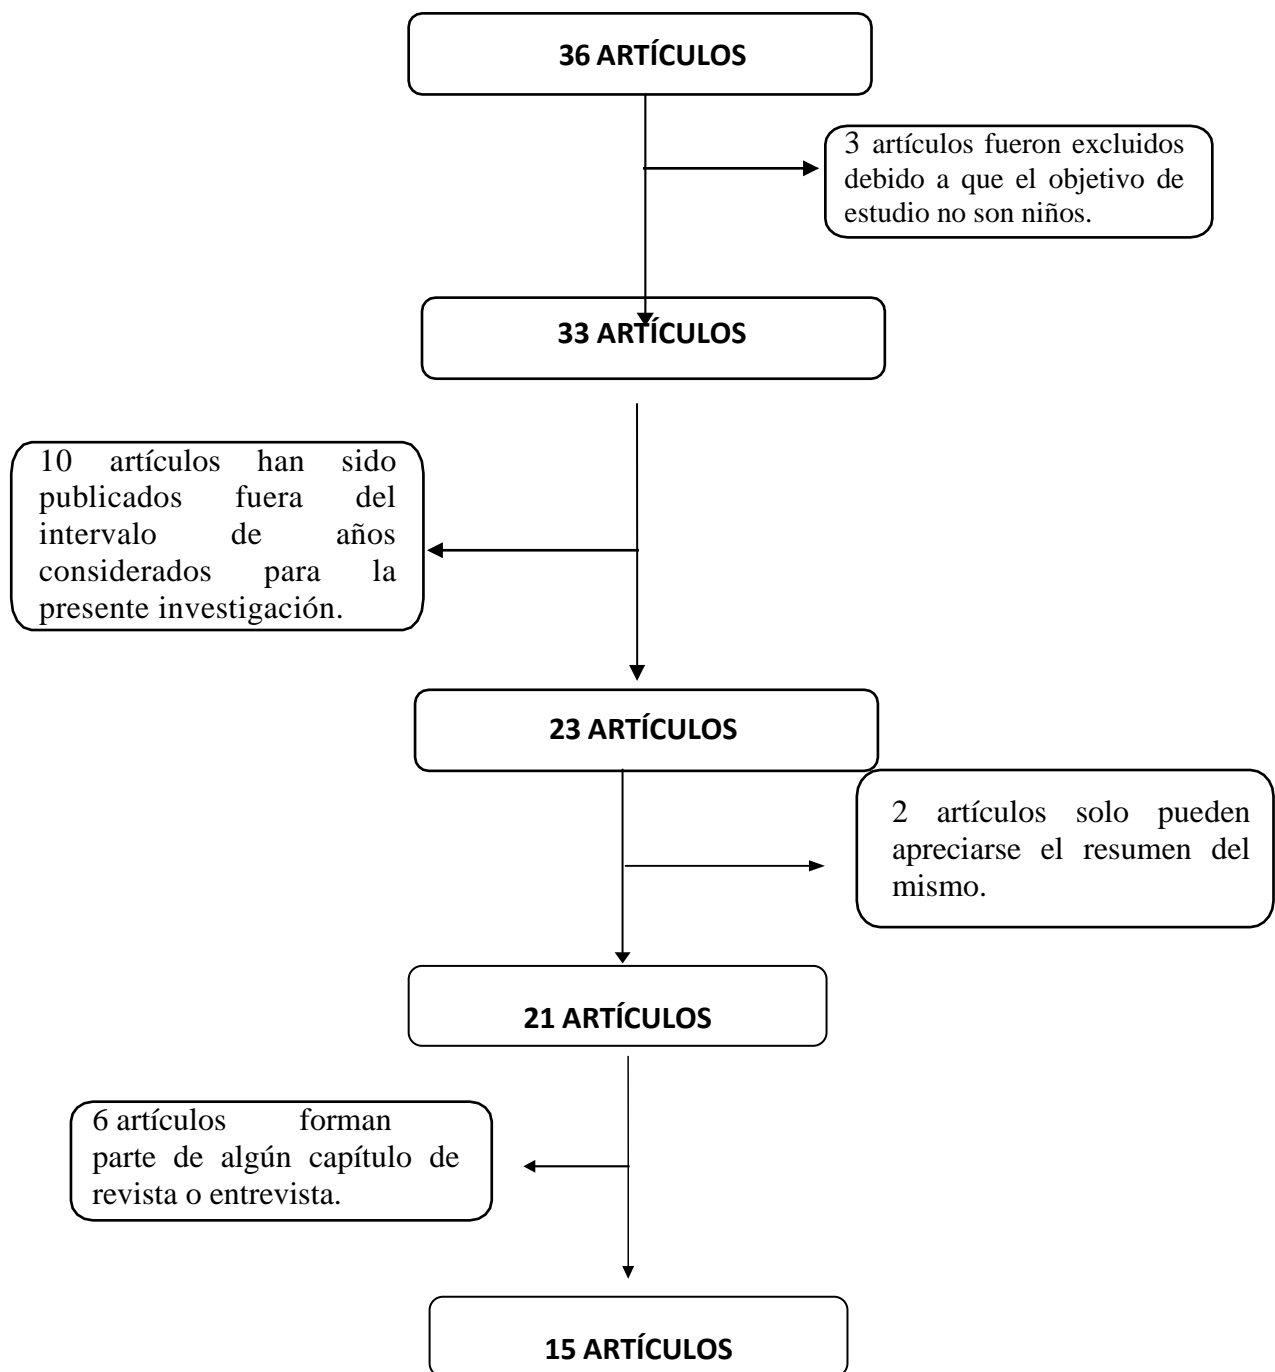 36 ARTÍCULOS
3 artículos fueron excluidos
debido a que el objetivo de
estudio no son niños.
33 ARTÍCULOS
10 artículos han sido
publicados fuera del
intervalo de años
considerados para la
presente investigación.
23 ARTÍCULOS
2 artículos solo pueden
apreciarse el resumen del
mismo.
21 ARTÍCULOS
6 artículos forman
parte de algún capítulo de
revista o entrevista.
15 ARTÍCULOS